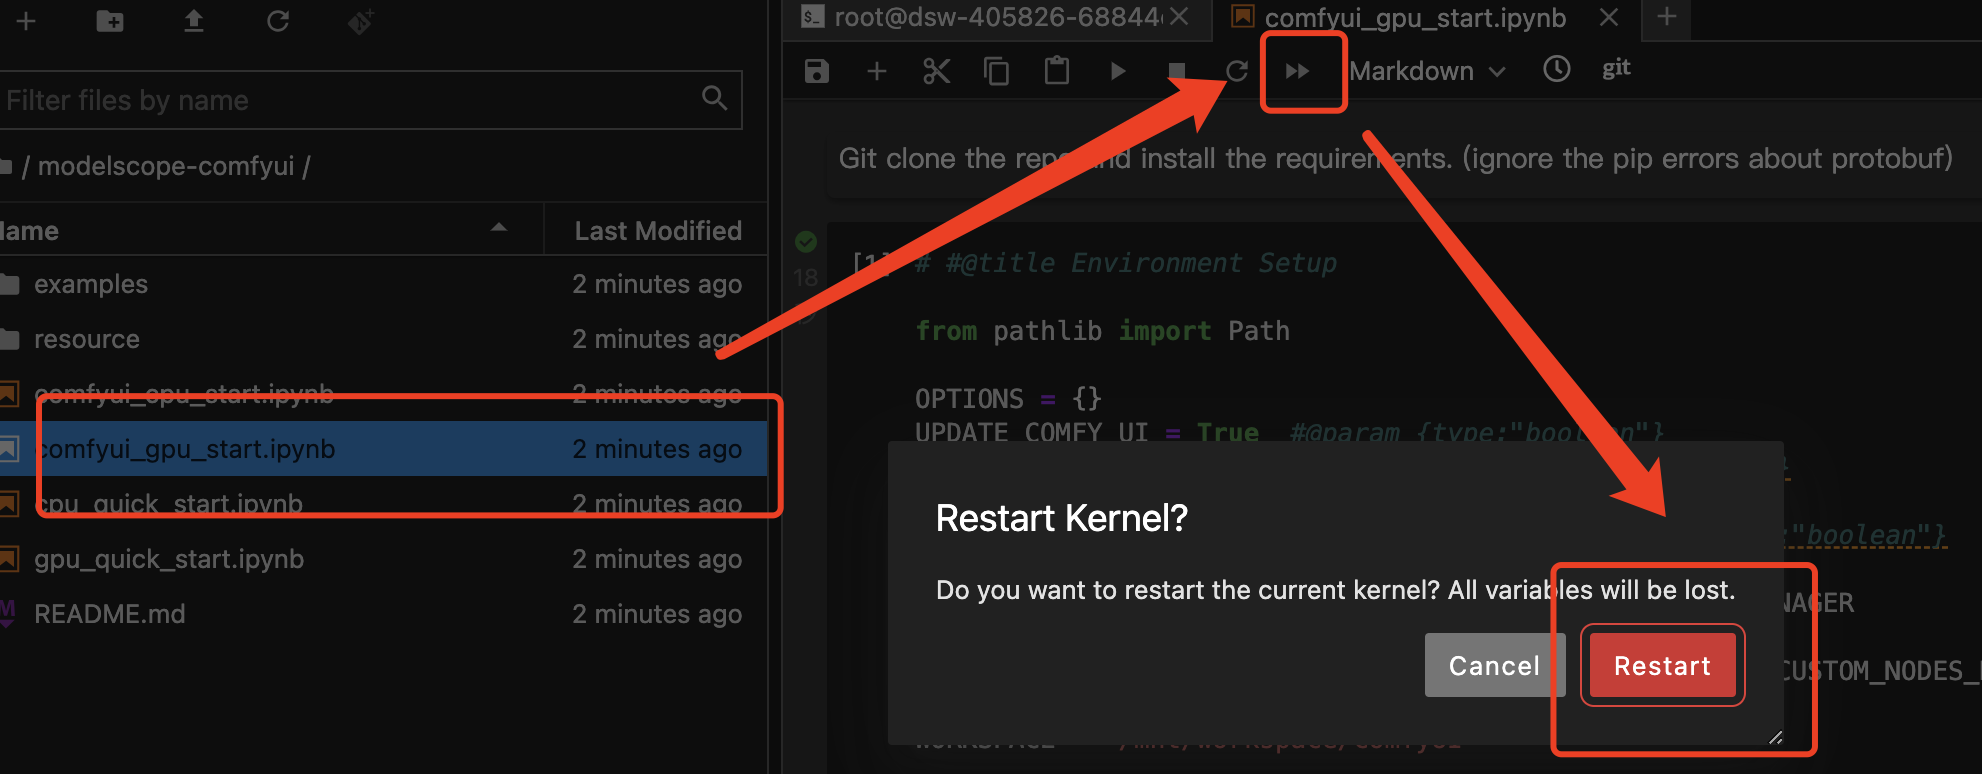 root@dsw-405826-68844
comfyui_gpu_start.ipynb
Markdown
git
Filter files by name
/ modelscope-comfyui /
Name
Last Modified
examples
2 minutes ago
resource
2 minutes ago
comfyui_cpu_start.ipynb
2 minutes ago
comfyui_gpu_start.ipynb
2 minutes ago
cpu_quick_start.ipynb
2 minutes ago
gpu_quick_start.ipynb
2 minutes ago
README.md
2 minutes ago
Git clone the repo and install the requirements. (ignore the pip errors about protobuf)
18
[1] # #@title Environment Setup
from pathlib import Path
OPTIONS = {}
UPDATE_COMFY_UI = True #@param {type:"boolean"}
:"boolean"}
NAGER
CUSTOM_NODES_
Restart Kernel?
Do you want to restart the current kernel? All variables will be lost.
Cancel
Restart